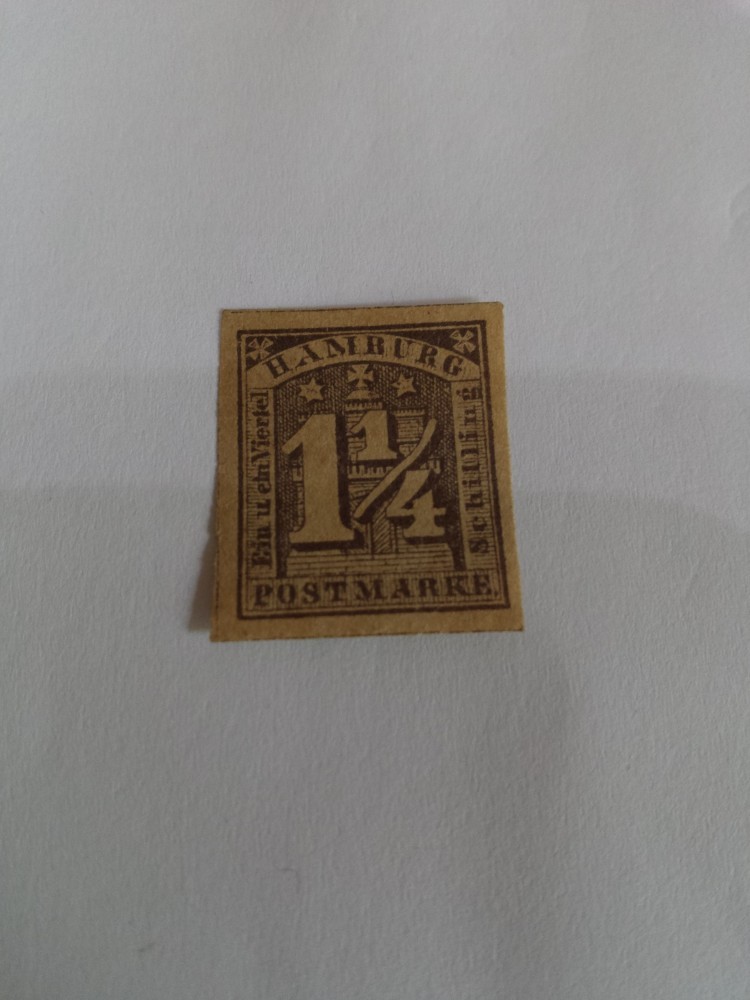 HAMBURG
Ein u. ein Viertel
1 1/4
Schilling
POSTMARKE.